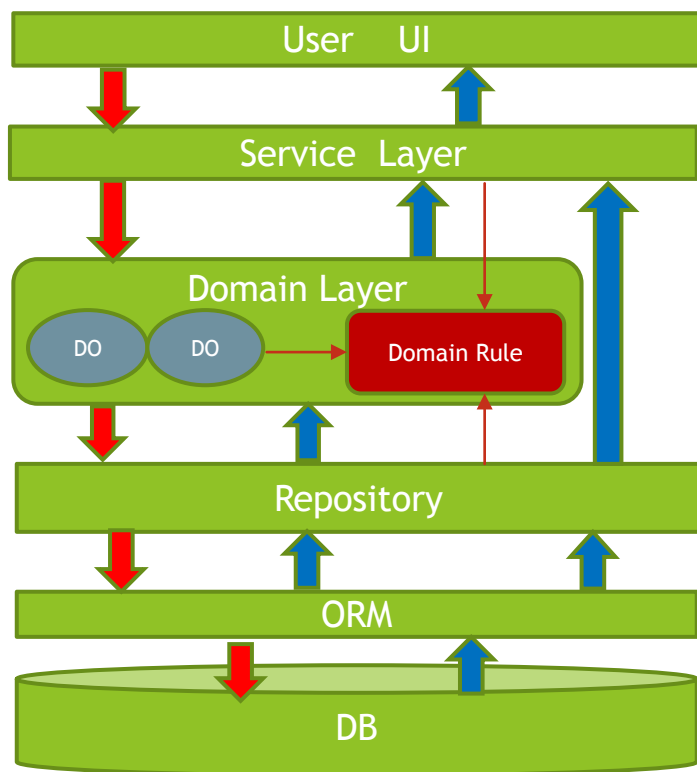 User UI
Service Layer
Domain Layer
DO
DO
Domain Rule
Repository
ORM
DB